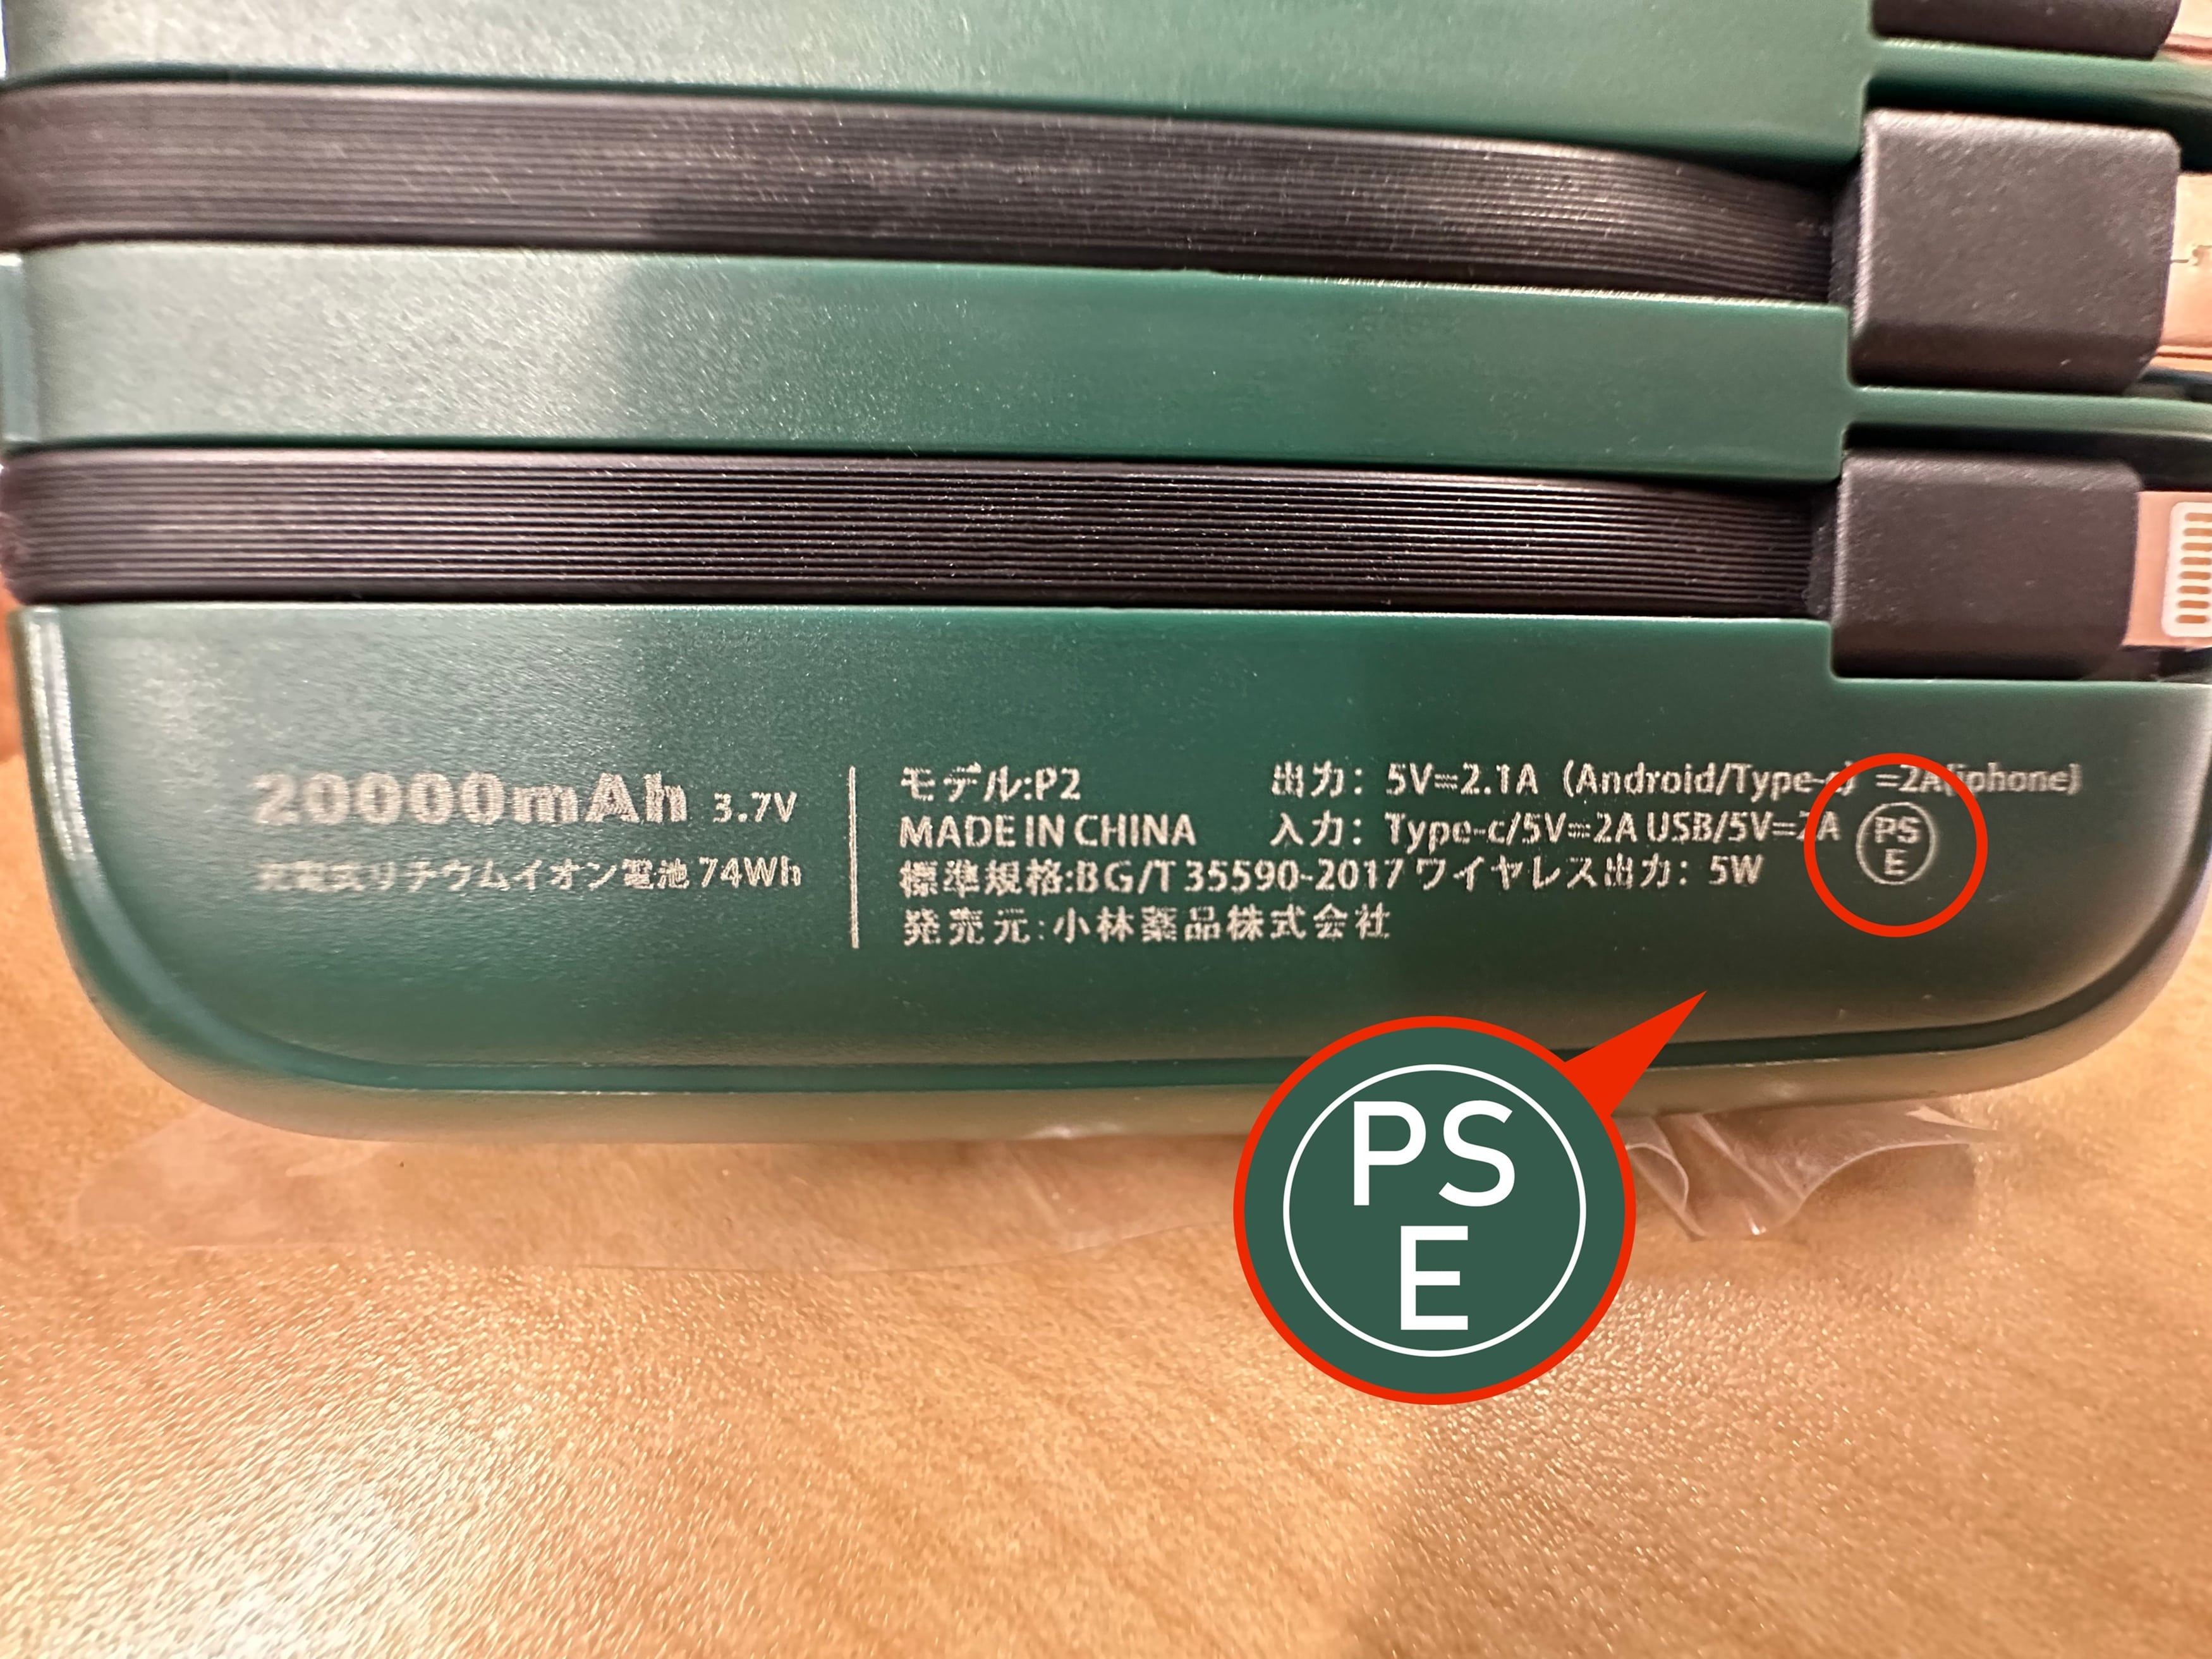 20000mAh 3.7V
充電式リチウムイオン電池 74Wh
モデル:P2
MADE IN CHINA
標準規格:BG/T 35590-2017
発売元:小林薬品株式会社
出力： 5V=2.1A（Android/Type-c）=2A(iphone)
入力： Type-c/5V=2A USB/5V=2A
ワイヤレス出力：5W
PS
E
PS
E